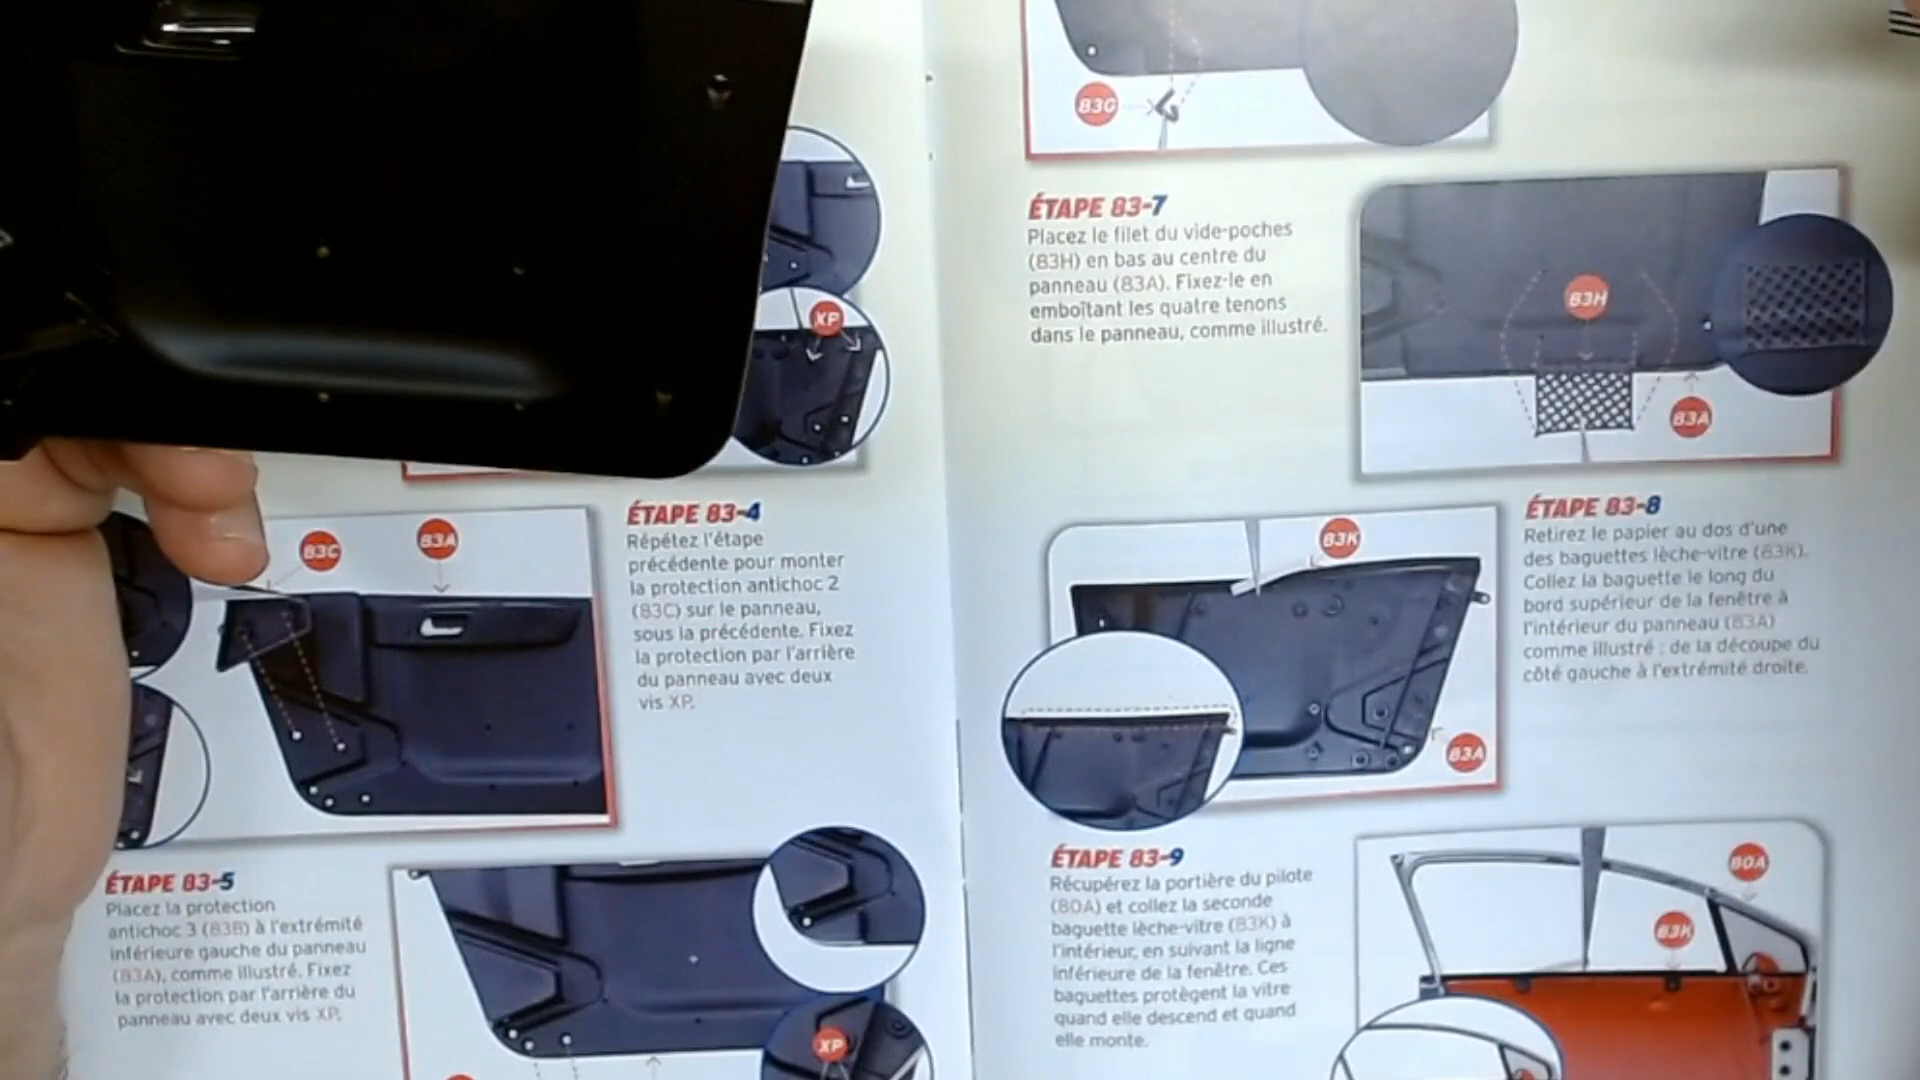 XP
83C
83A
ÉTAPE 83-4
Répétez l'étape
précédente pour monter
la protection antichoc 2
(83C) sur le panneau,
sous la précédente. Fixez
la protection par l'arrière
du panneau avec deux
vis XP.
ÉTAPE 83-5
Placez la protection
antichoc 3 (83B) à l'extrémité
inférieure gauche du panneau
(83A), comme illustré. Fixez
la protection par l'arrière du
panneau avec deux vis XP.
XP
83G
ÉTAPE 83-7
Placez le filet du vide-poches
(83H) en bas au centre du
panneau (83A). Fixez-le en
emboîtant les quatre tenons
dans le panneau, comme illustré.
83H
83A
83K
83A
ÉTAPE 83-8
Retirez le papier au dos d'une
des baguettes lèche-vitre (83K).
Collez la baguette le long du
bord supérieur de la fenêtre à
l'intérieur du panneau (83A)
comme illustré : de la découpe du
côté gauche à l'extrémité droite.
ÉTAPE 83-9
Récupérez la portière du pilote
(80A) et collez la seconde
baguette lèche-vitre (83K) à
l'intérieur, en suivant la ligne
inférieure de la fenêtre. Ces
baguettes protègent la vitre
quand elle descend et quand
elle monte.
80A
83K